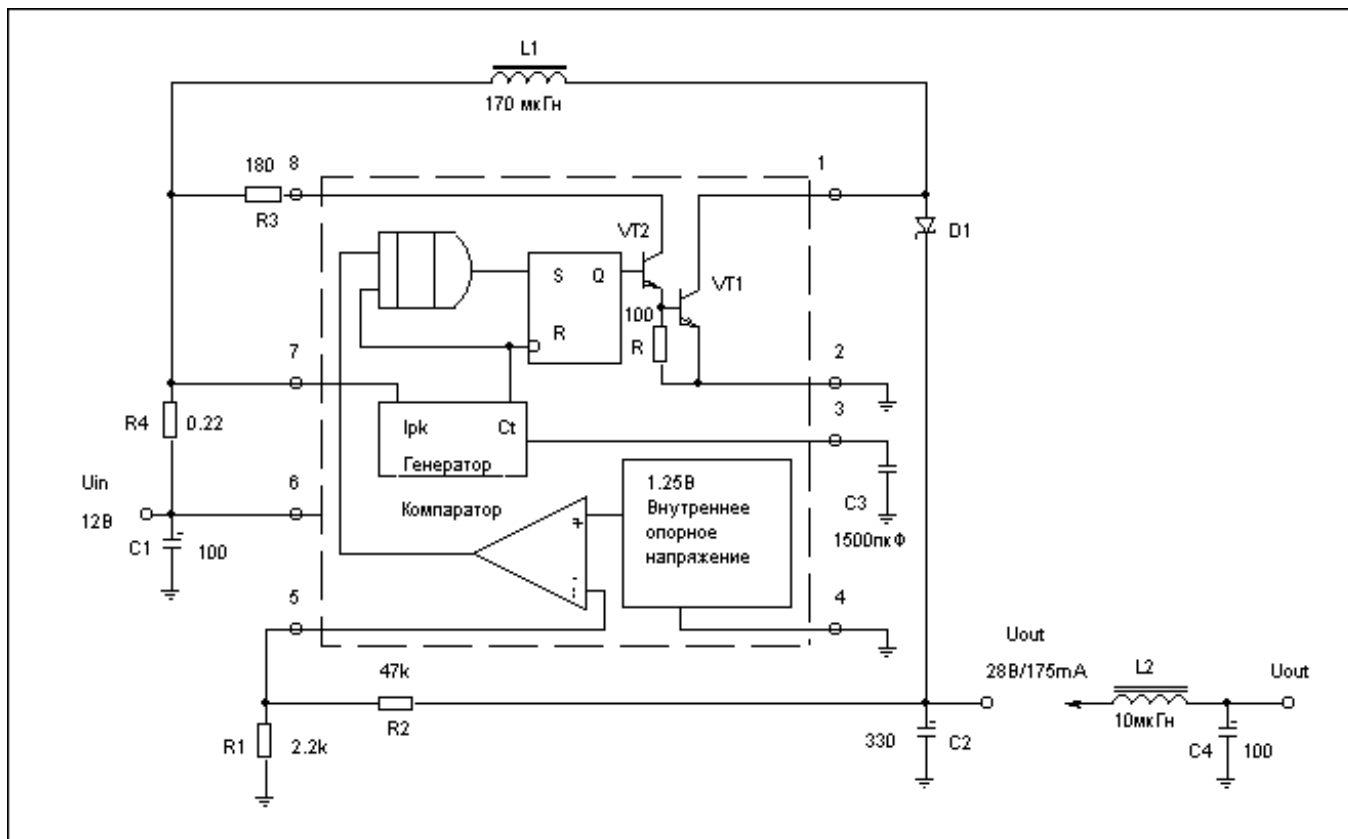 L1
170 мкГн
180
8
1
R3
VT2
D1
S
Q
VT1
100
R
R
7
2
3
R4
0.22
Ipk
Ct
Генератор
Uin
6
1.25В
Внутреннее
опорное
напряжение
12В
Компаратор
+
C3
C1
100
1500пкФ
5
4
Uout
47k
28В/175mA
L2
Uout
10мкГн
R2
R1
2.2k
330
C2
C4
100